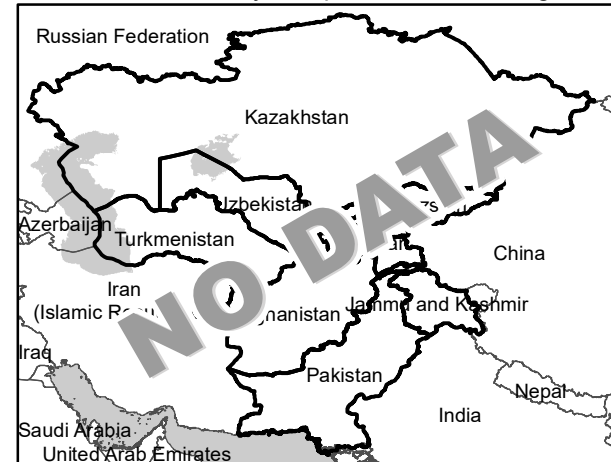 Russian Federation
Kazakhstan
NO DATA
Azerbaijan
Turkmenistan
China
Iran
(Islamic
Jammu and Kashmir
Iraq
Pakistan
Nepal
India
Saudi Arabia
United Arab Emirates